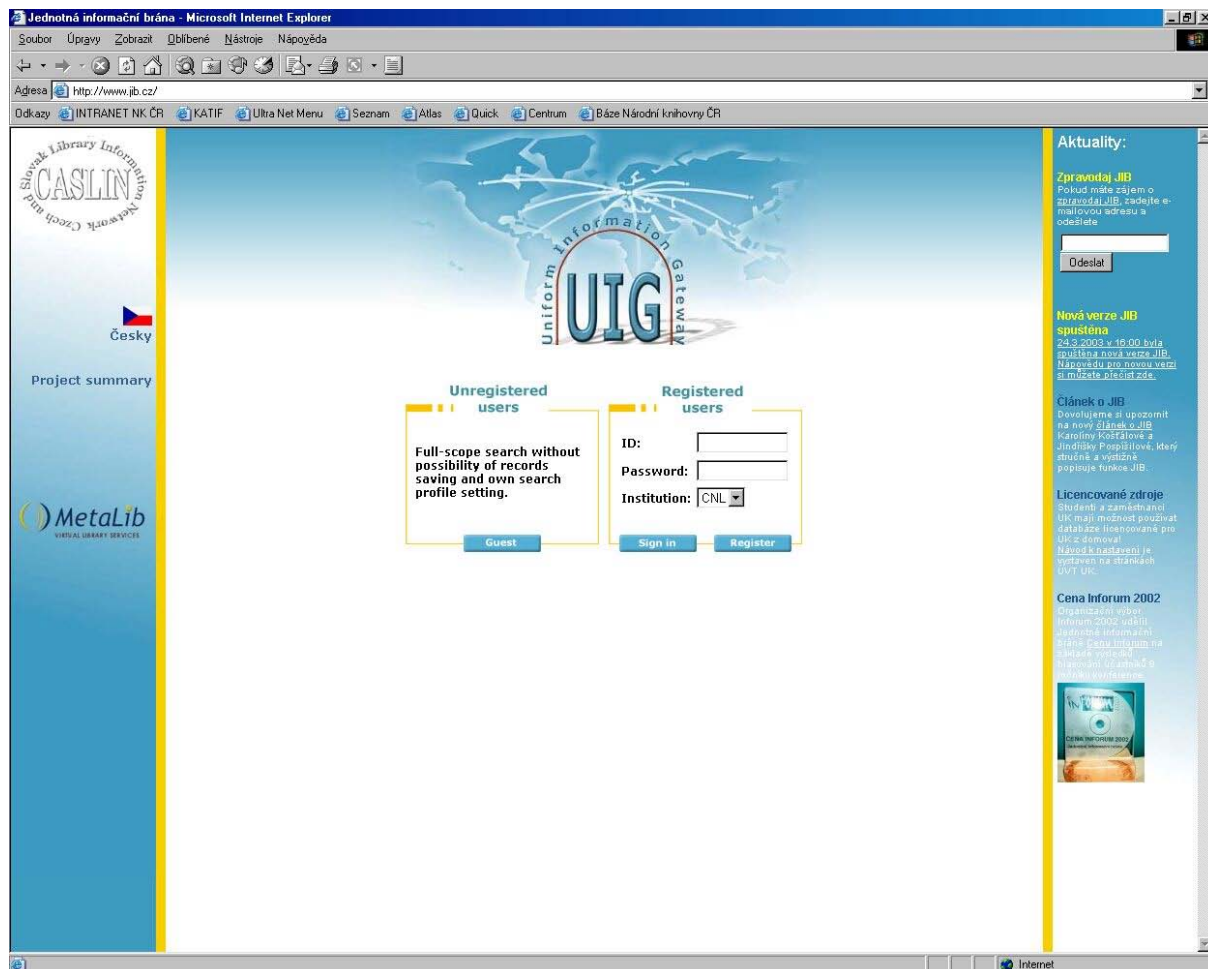 Jednotná informační brána - Microsoft Internet Explorer
Soubor Úpravy Zobrazit Oblíbené Nástroje Nápověda
Adresa http://www.jib.cz/
Odkazy INTRANET NK ČR KATIF Ultra Net Menu Seznam Atlas Quick Centrum Báze Národní knihovny ČR
Slovak Library Information Network Czech and
CASLIN
Česky
Project summary
MetaLib
VIRTUAL LIBRARY SERVICES
Uniform Information Gateway
UIG
Unregistered
users
Full-scope search without
possibility of records
saving and own search
profile setting.
Guest
Registered
users
ID:
Password:
Institution: CNL
Sign in Register
Aktuality:
Zpravodaj JIB
Pokud máte zájem o
zpravodaj JIB, zadejte e-
mailovou adresu a
odešlete
Odeslat
Nová verze JIB
spuštěna
24.3.2003 v 16:00 byla
spuštěna nová verze JIB.
Nápovědu pro novou verzi
si můžete přečíst zde.
Článek o JIB
Dovolujeme si upozornit
na nový článek o JIB
Karolíny Košťálové a
Jindřišky Pospíšilové, který
stručně a výstižně
popisuje funkce JIB.
Licencované zdroje
Studenti a zaměstnanci
UK mají možnost používat
databáze licencované pro
UK z domova!
Návod k nastavení je
vystaven na stránkách
ÚVT UK.
Cena Inforum 2002
Organizační výbor
Inforum 2002 udělil
Jednotné informační
bráně Cenu Inforum na
základě výsledků
hlasování účastníků 8.
konference.
INFORUM
CENA INFORUM 2002
Internet